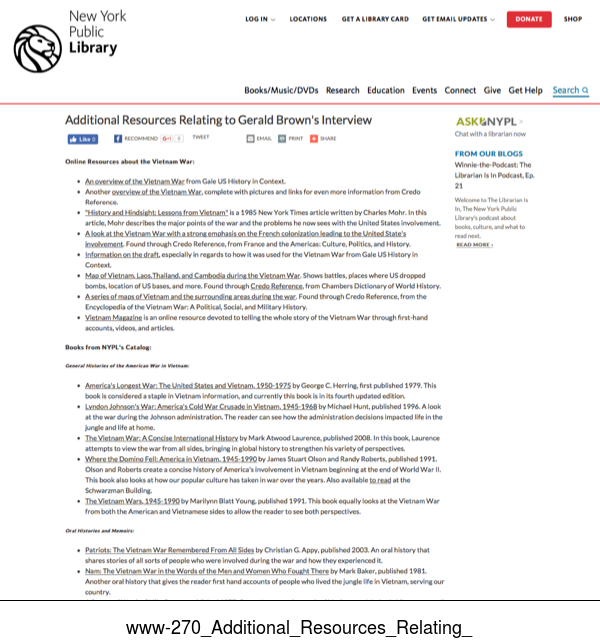 New York
Public
Library
LOG IN LOCATIONS GET A LIBRARY CARD GET EMAIL UPDATES DONATE SHOP
Books/Music/DVDs Research Education Events Connect Give Get Help Search
Additional Resources Relating to Gerald Brown's Interview
Like 0 RECOMMEND G+1 0 TWEET EMAIL PRINT SHARE
Online Resources about the Vietnam War:
• An overview of the Vietnam War from Gale US History in Context.
• Another overview of the Vietnam War, complete with pictures and links for even more information from Credo
Reference.
• "History and Hindsight: Lessons from Vietnam" is a 1985 New York Times article written by Charles Mohr. In this
article, Mohr describes the major points of the war and the problems he now sees with the United States involvement.
• A look at the Vietnam War with a strong emphasis on the French colonization leading to the United State's
involvement. Found through Credo Reference, from France and the Americas: Culture, Politics, and History.
• Information on the draft, especially in regards to how it was used for the Vietnam War from Gale US History in
Context.
• Map of Vietnam, Laos, Thailand, and Cambodia during the Vietnam War. Shows battles, places where US dropped
bombs, location of US bases, and more. Found through Credo Reference, from Chambers Dictionary of World History.
• A series of maps of Vietnam and the surrounding areas during the war. Found through Credo Reference, from the
Encyclopedia of the Vietnam War: A Political, Social, and Military History.
• Vietnam Magazine is an online resource devoted to telling the whole story of the Vietnam War through first-hand
accounts, videos, and articles.
Books from NYPL's Catalog:
General Histories of the American War in Vietnam:
• America's Longest War: The United States and Vietnam, 1950-1975 by George C. Herring, first published 1979. This
book is considered a staple in Vietnam information, and currently this book is in its fourth updated edition.
• Lyndon Johnson's War: America's Cold War Crusade in Vietnam, 1945-1968 by Michael Hunt, published 1996. A look
at the war during the Johnson administration. The reader can see how the administration decisions impacted life in the
jungle and life at home.
• The Vietnam War: A Concise International History by Mark Atwood Laurence, published 2008. In this book, Laurence
attempts to view the war from all sides, bringing in global history to strengthen his variety of perspectives.
• Where the Domino Fell: America in Vietnam, 1945-1990 by James Stuart Olson and Randy Roberts, published 1991.
Olson and Roberts create a concise history of America's involvement in Vietnam beginning at the end of World War II.
This book also looks at how our popular culture has taken in war over the years. Also available to read at the
Schwarzman Building.
• The Vietnam Wars, 1945-1990 by Marilynn Blatt Young, published 1991. This book equally looks at the Vietnam War
from both the American and Vietnamese sides to allow the reader to see both perspectives.
Oral Histories and Memoirs:
• Patriots: The Vietnam War Remembered From All Sides by Christian G. Appy, published 2003. An oral history that
shares stories of all sorts of people who were involved during the war and how they experienced it.
• Nam: The Vietnam War in the Words of the Men and Women Who Fought There by Mark Baker, published 1981.
Another oral history that gives the reader first hand accounts of people who lived the jungle life in Vietnam, serving our
country.
ASK NYPL
Chat with a librarian now
FROM OUR BLOGS
Winnie-the-Podcast: The
Librarian Is In Podcast, Ep.
21
Welcome to The Librarian Is
In, The New York Public
Library's podcast about
books, culture, and what to
read next.
READ MORE ›
www-270_Additional_Resources_Relating_